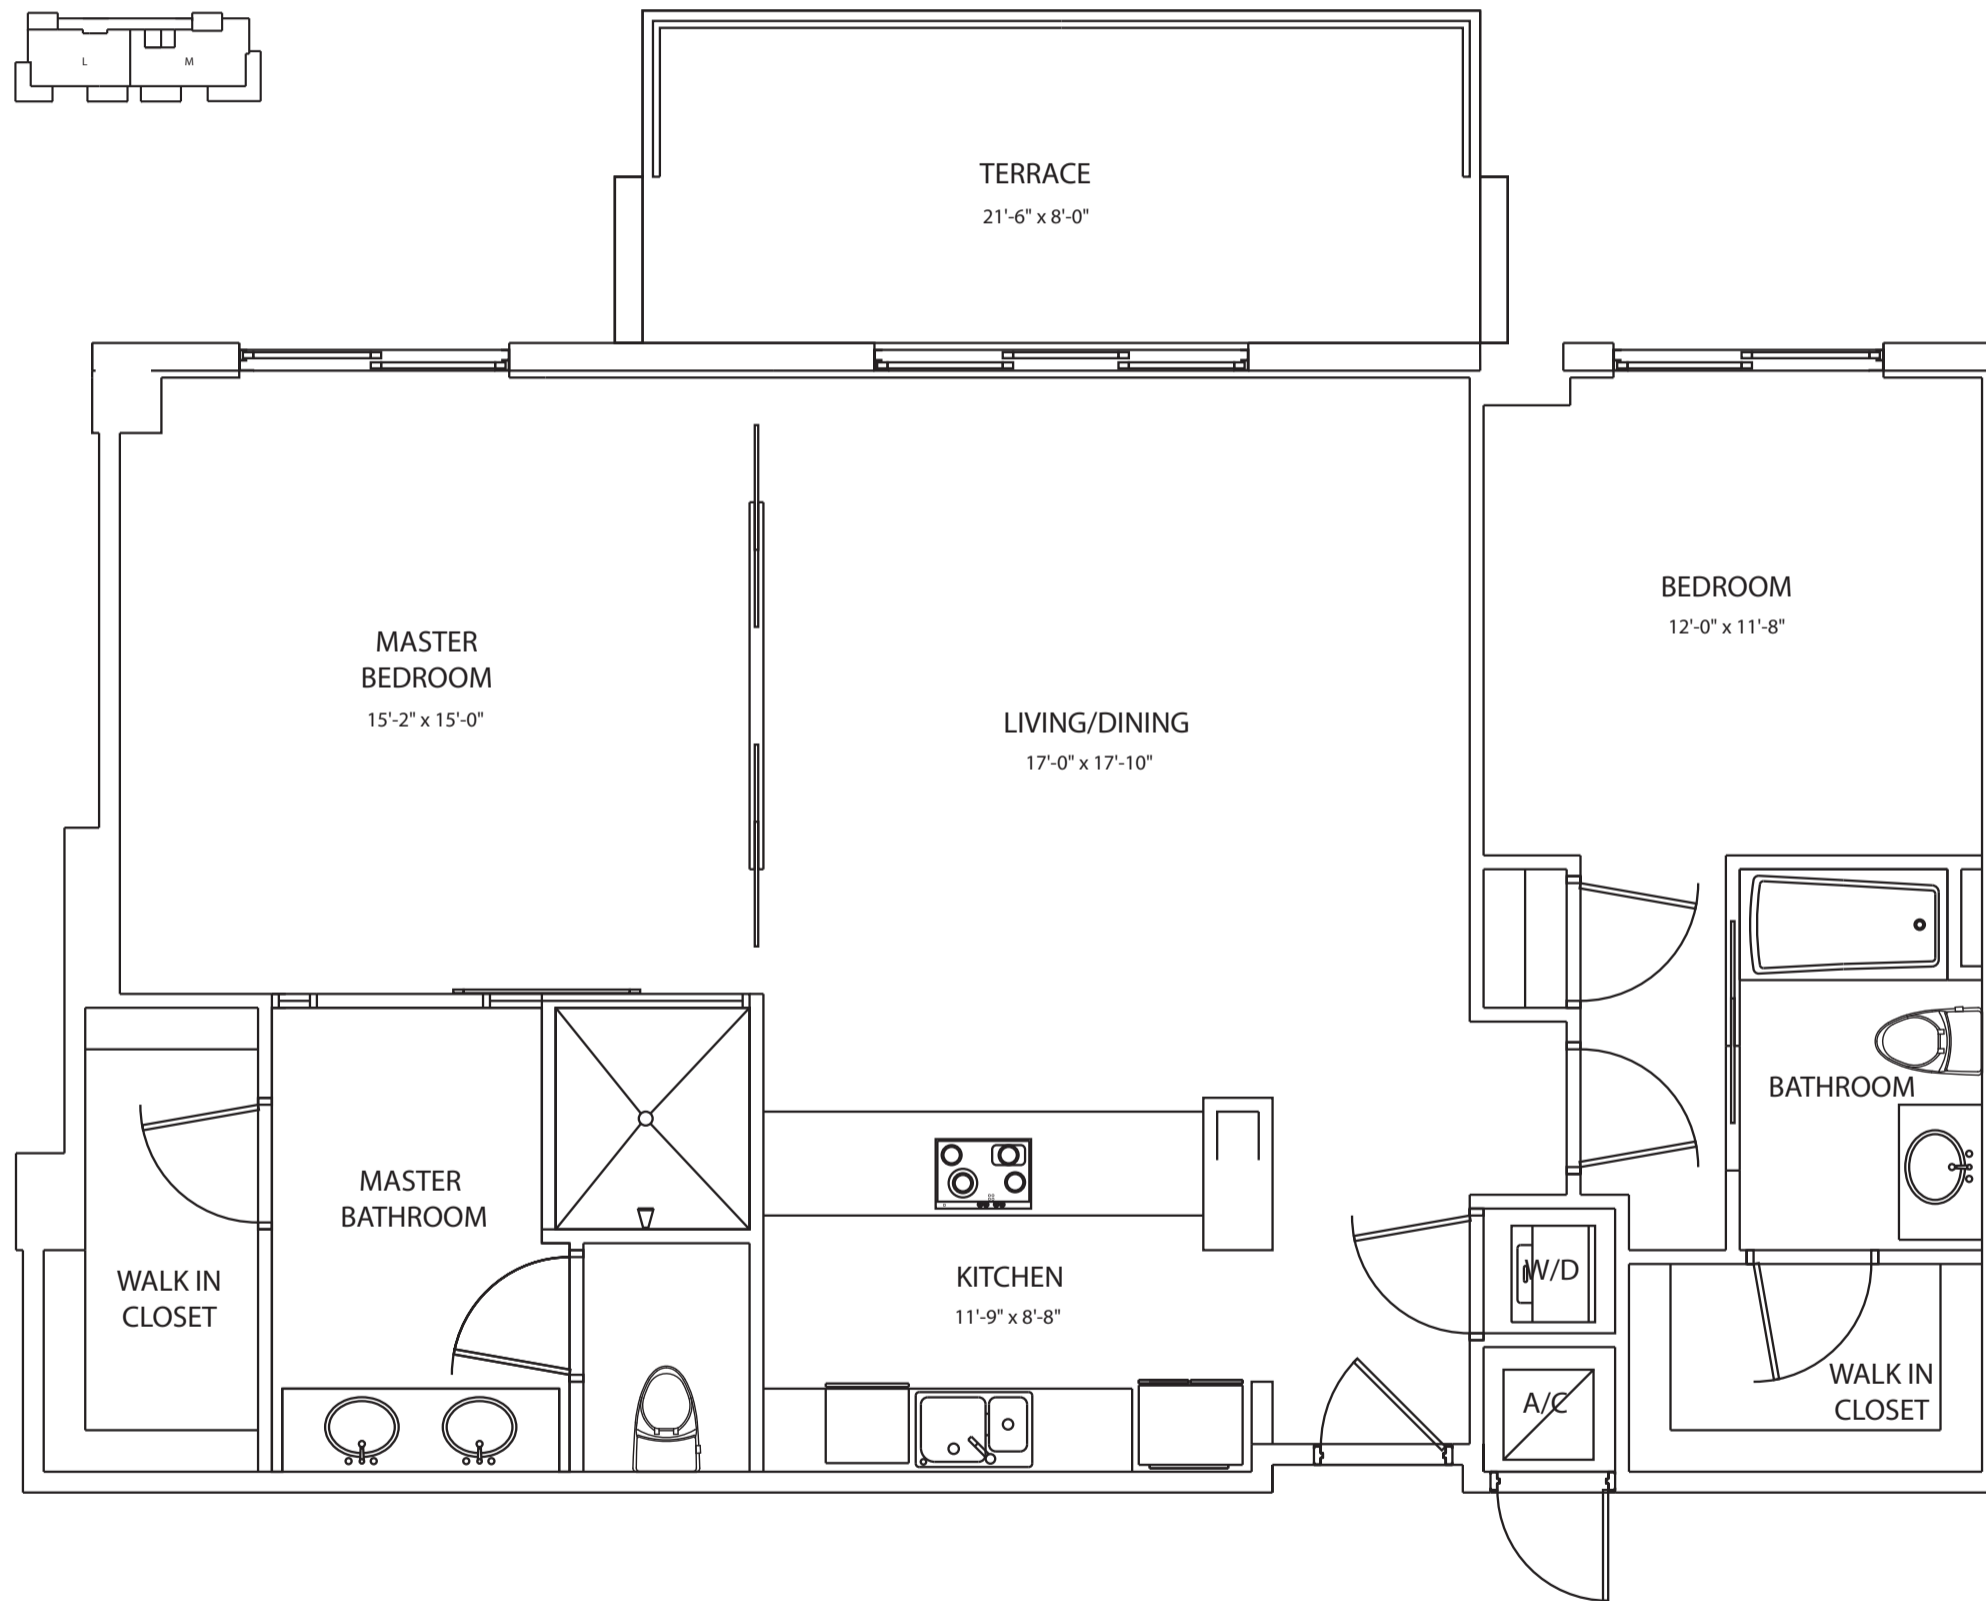 L
M
TERRACE
21'-6" x 8'-0"
MASTER
BEDROOM
15'-2" x 15'-0"
LIVING/DINING
17'-0" x 17'-10"
BEDROOM
12'-0" x 11'-8"
BATHROOM
MASTER
BATHROOM
WALK IN
CLOSET
KITCHEN
11'-9" x 8'-8"
W/D
A/C
WALK IN
CLOSET